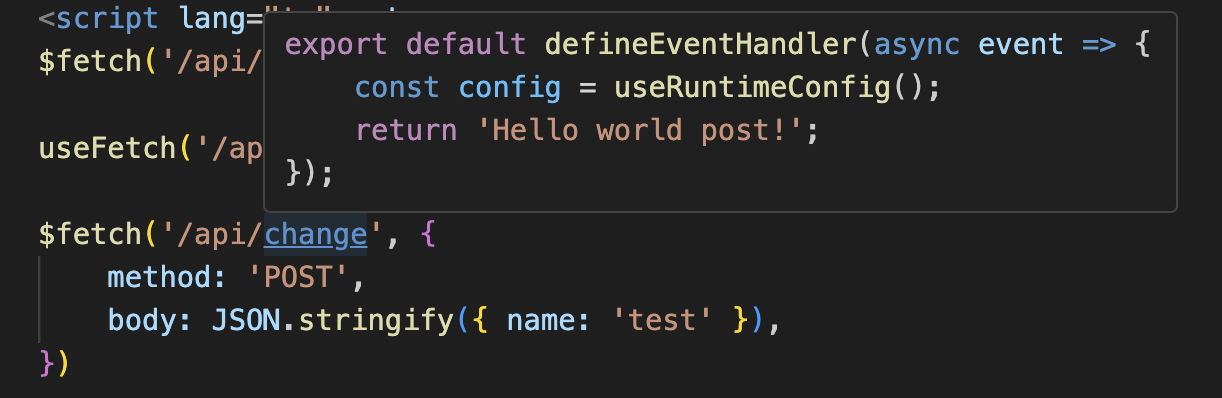 <script lang="
$fetch('/api/
useFetch('/ap
export default defineEventHandler(async event => {
    const config = useRuntimeConfig();
    return 'Hello world post!';
});
$fetch('/api/change', {
    method: 'POST',
    body: JSON.stringify({ name: 'test' }),
})